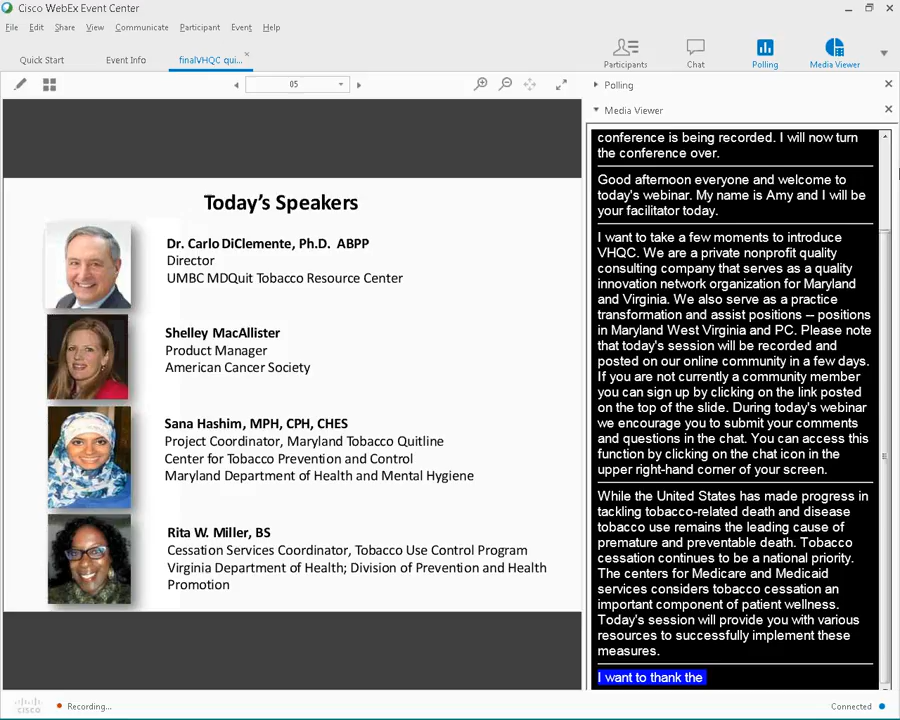 Cisco WebEx Event Center
File Edit Share View Communicate Participant Event Help
Quick Start Event Info finalVHQC qui...
Participants Chat Polling Media Viewer
05
Polling
Media Viewer
Today's Speakers
Dr. Carlo DiClemente, Ph.D. ABPP
Director
UMBC MDQuit Tobacco Resource Center
Shelley MacAllister
Product Manager
American Cancer Society
Sana Hashim, MPH, CPH, CHES
Project Coordinator, Maryland Tobacco Quitline
Center for Tobacco Prevention and Control
Maryland Department of Health and Mental Hygiene
Rita W. Miller, BS
Cessation Services Coordinator, Tobacco Use Control Program
Virginia Department of Health; Division of Prevention and Health
Promotion
conference is being recorded. I will now turn
the conference over.
Good afternoon everyone and welcome to
today's webinar. My name is Amy and I will be
your facilitator today.
I want to take a few moments to introduce
VHQC. We are a private nonprofit quality
consulting company that serves as a quality
innovation network organization for Maryland
and Virginia. We also serve as a practice
transformation and assist positions -- positions
in Maryland West Virginia and PC. Please note
that today's session will be recorded and
posted on our online community in a few days.
If you are not currently a community member
you can sign up by clicking on the link posted
on the top of the slide. During today's webinar
we encourage you to submit your comments
and questions in the chat. You can access this
function by clicking on the chat icon in the
upper right-hand corner of your screen.
While the United States has made progress in
tackling tobacco-related death and disease
tobacco use remains the leading cause of
premature and preventable death. Tobacco
cessation continues to be a national priority.
The centers for Medicare and Medicaid
services considers tobacco cessation an
important component of patient wellness.
Today's session will provide you with various
resources to successfully implement these
measures.
I want to thank the
cisco
Recording...
Connected